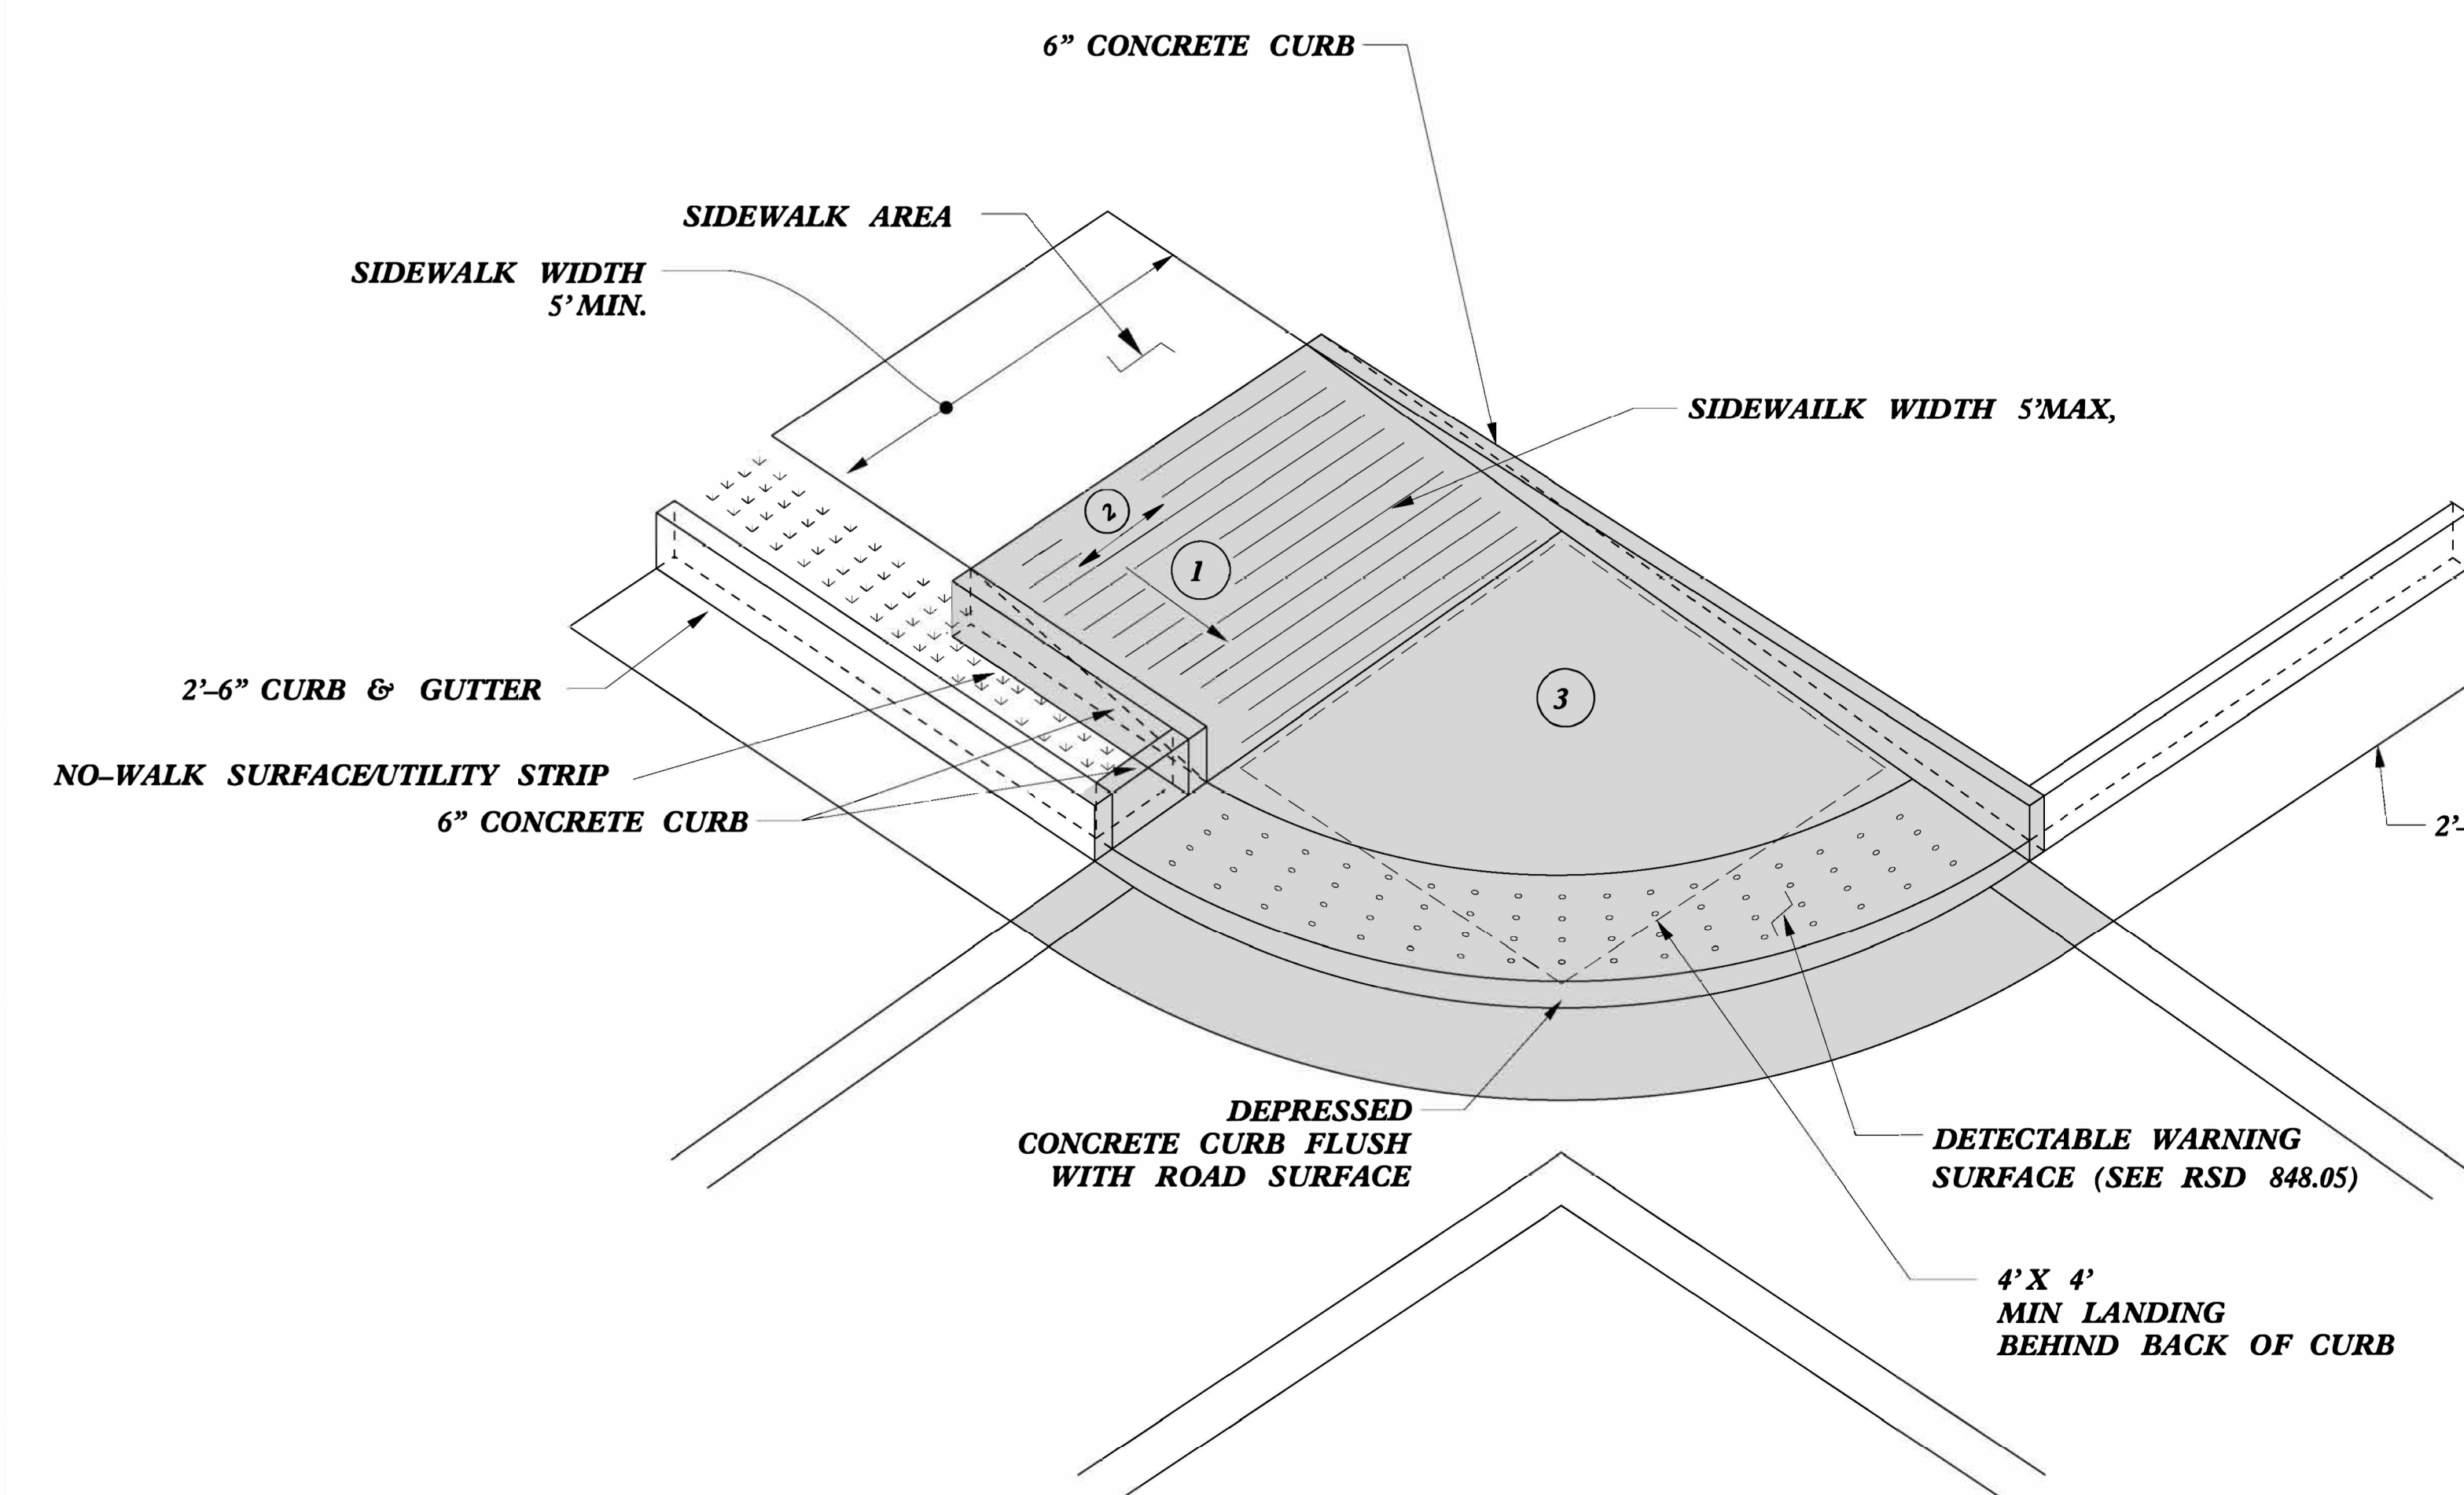 6” CONCRETE CURB
SIDEWALK AREA
SIDEWALK WIDTH
5’ MIN.
SIDEWAILK WIDTH 5’MAX,
2
1
3
2’–6” CURB & GUTTER
NO–WALK SURFACE/UTILITY STRIP
6” CONCRETE CURB
2’–
DEPRESSED
CONCRETE CURB FLUSH
WITH ROAD SURFACE
DETECTABLE WARNING
SURFACE (SEE RSD 848.05)
4’ X 4’
MIN LANDING
BEHIND BACK OF CURB